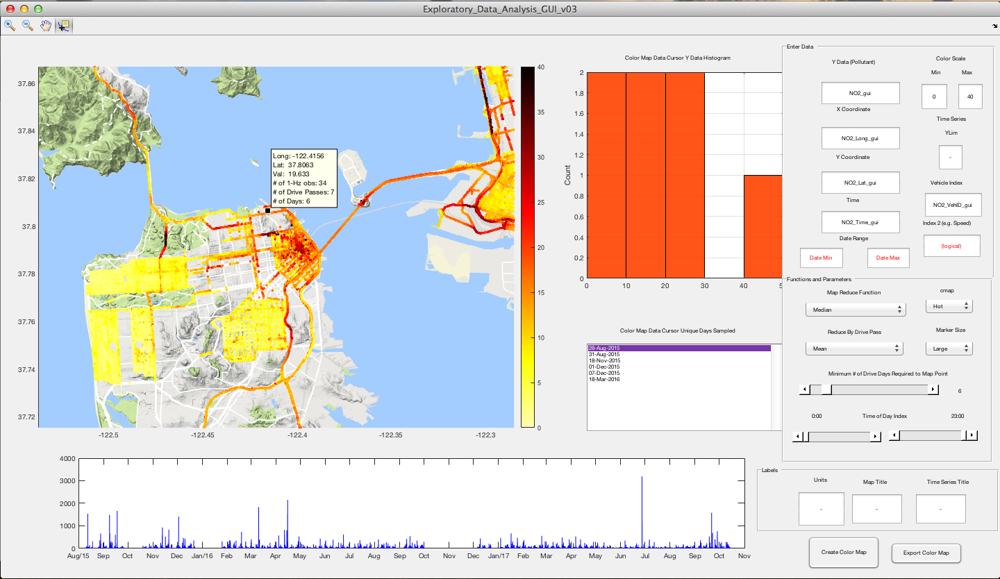 Exploratory_Data_Analysis_GUI_v03
37.86
37.84
37.82
37.8
37.78
37.76
37.74
37.72
-122.5
-122.45
-122.4
-122.35
-122.3
Long: -122.4156
Lat: 37.8063
Val: 19.633
# of 1-Hz obs: 34
# of Drive Passes: 7
# of Days: 6
40
35
30
25
20
15
10
5
0
Color Map Data Cursor Y Data Histogram
Count
2
1.8
1.6
1.4
1.2
1
0.8
0.6
0.4
0.2
0
0
10
20
30
40
Color Map Data Cursor Unique Days Sampled
28-Aug-2015
31-Aug-2015
18-Nov-2015
01-Dec-2015
07-Dec-2015
18-Mar-2016
Enter Data
Y Data (Pollutant)
NO2_gui
X Coordinate
NO2_Long_gui
Y Coordinate
NO2_Lat_gui
Time
NO2_Time_gui
Date Range
Date Min
Date Max
Color Scale
Min
Max
0
40
Time Series
YLim
-
Vehicle Index
NO2_VehID_gui
Index 2 (e.g. Speed)
(logical)
Functions and Parameters
Map Reduce Function
Median
cmap
Hot
Reduce By Drive Pass
Mean
Marker Size
Large
Minimum # of Drive Days Required to Map Point
6
0:00
Time of Day Index
23:00
4000
3000
2000
1000
0
Aug/15
Sep
Oct
Nov
Dec
Jan/16
Feb
Mar
Apr
May
Jun
Jul
Aug
Sep
Oct
Nov
Dec
Jan/17
Feb
Mar
Apr
May
Jun
Jul
Aug
Sep
Oct
Nov
Labels
Units
Map Title
Time Series Title
-
-
-
Create Color Map
Export Color Map